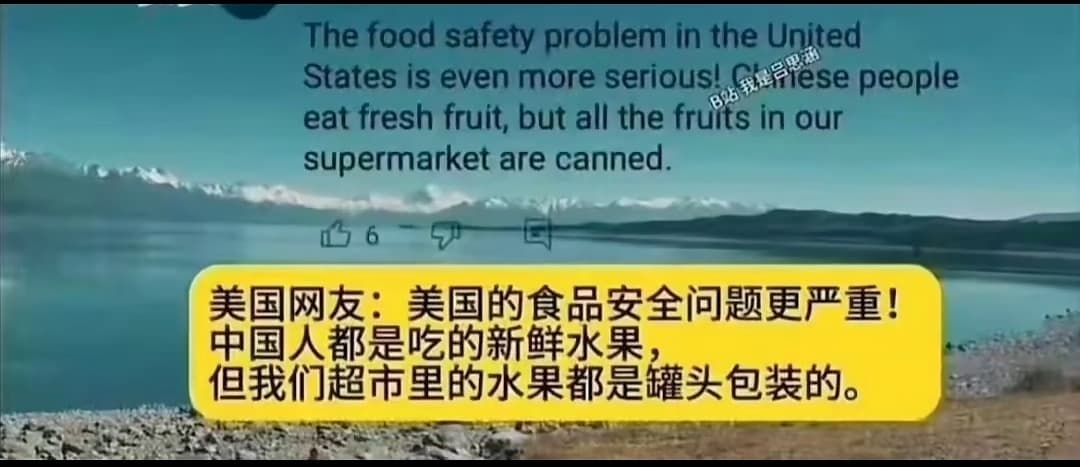 The food safety problem in the United
States is even more serious! Chinese people
eat fresh fruit, but all the fruits in our
supermarket are canned.
B站 我是吕思涵
6
美国网友：美国的食品安全问题更严重！
中国人都是吃的新鲜水果，
但我们超市里的水果都是罐头包装的。